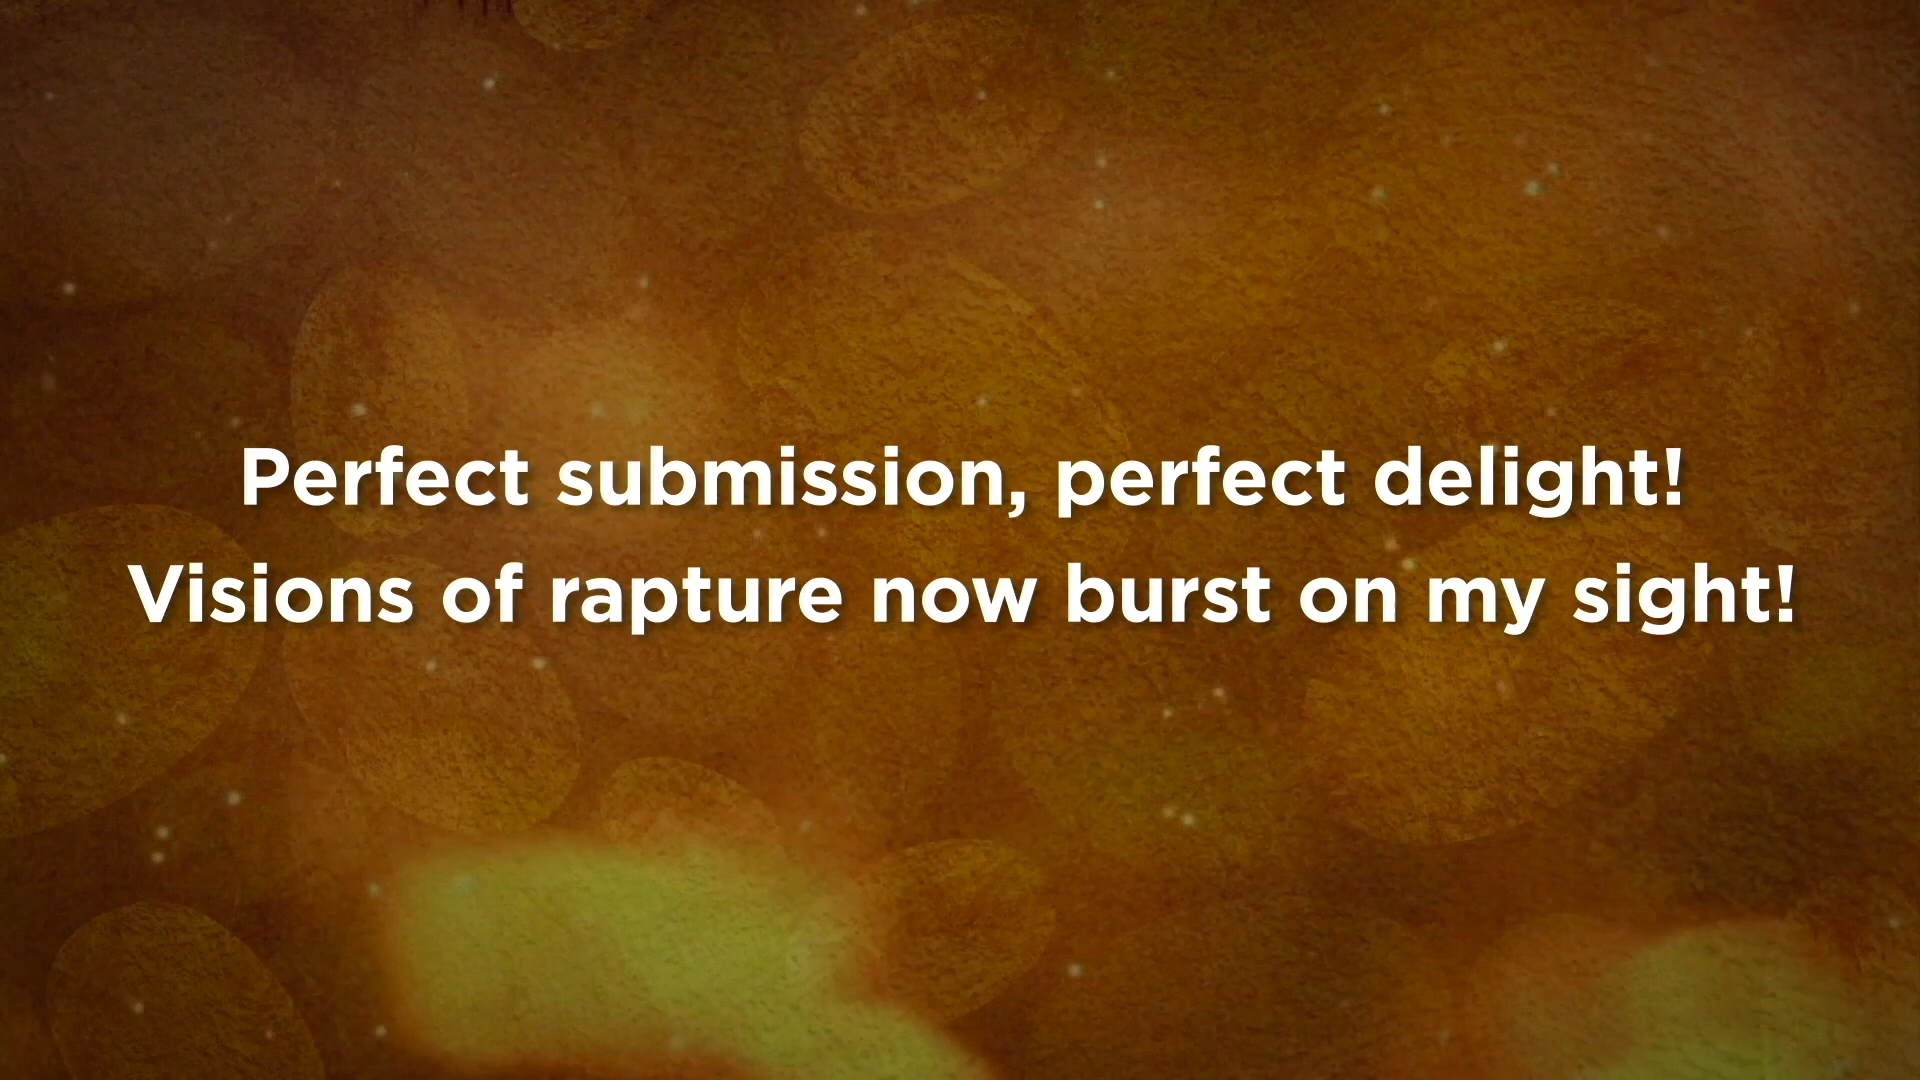 Perfect submission, perfect delight!
Visions of rapture now burst on my sight!